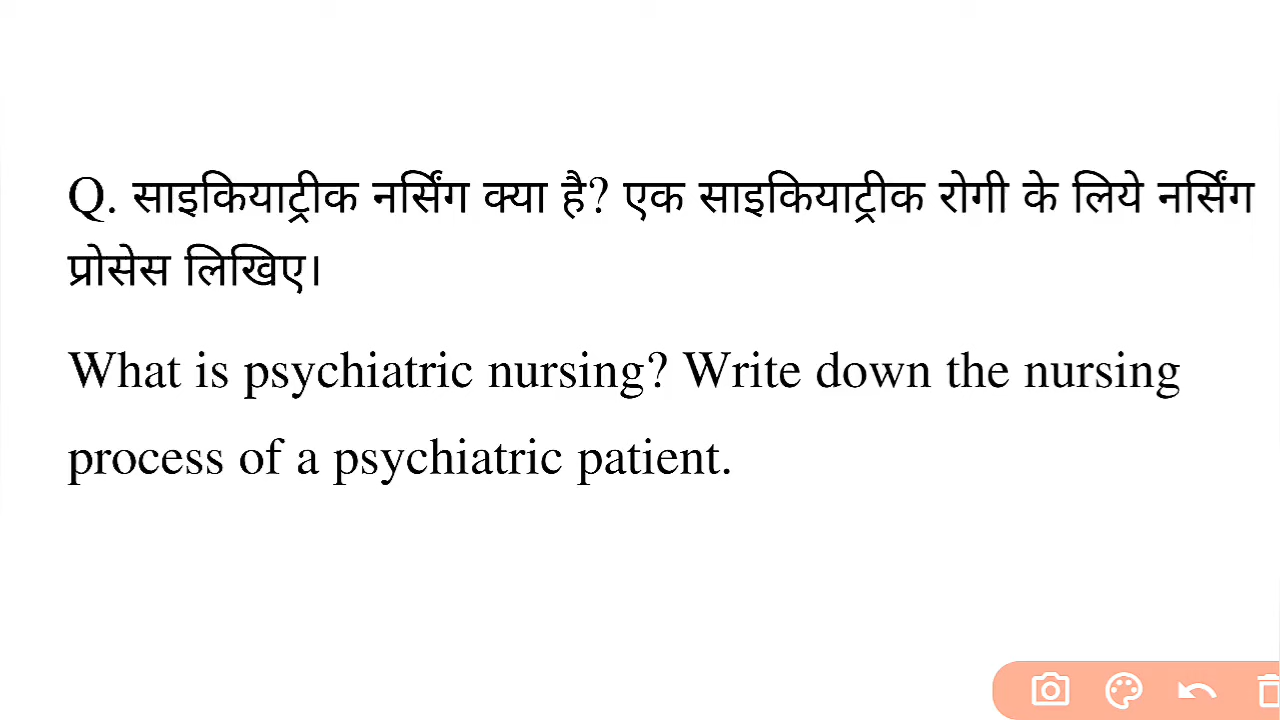 Q. साइकियाट्रीक नर्सिंग क्या है? एक साइकियाट्रीक रोगी के लिये नर्सिंग
प्रोसेस लिखिए।
What is psychiatric nursing? Write down the nursing
process of a psychiatric patient.